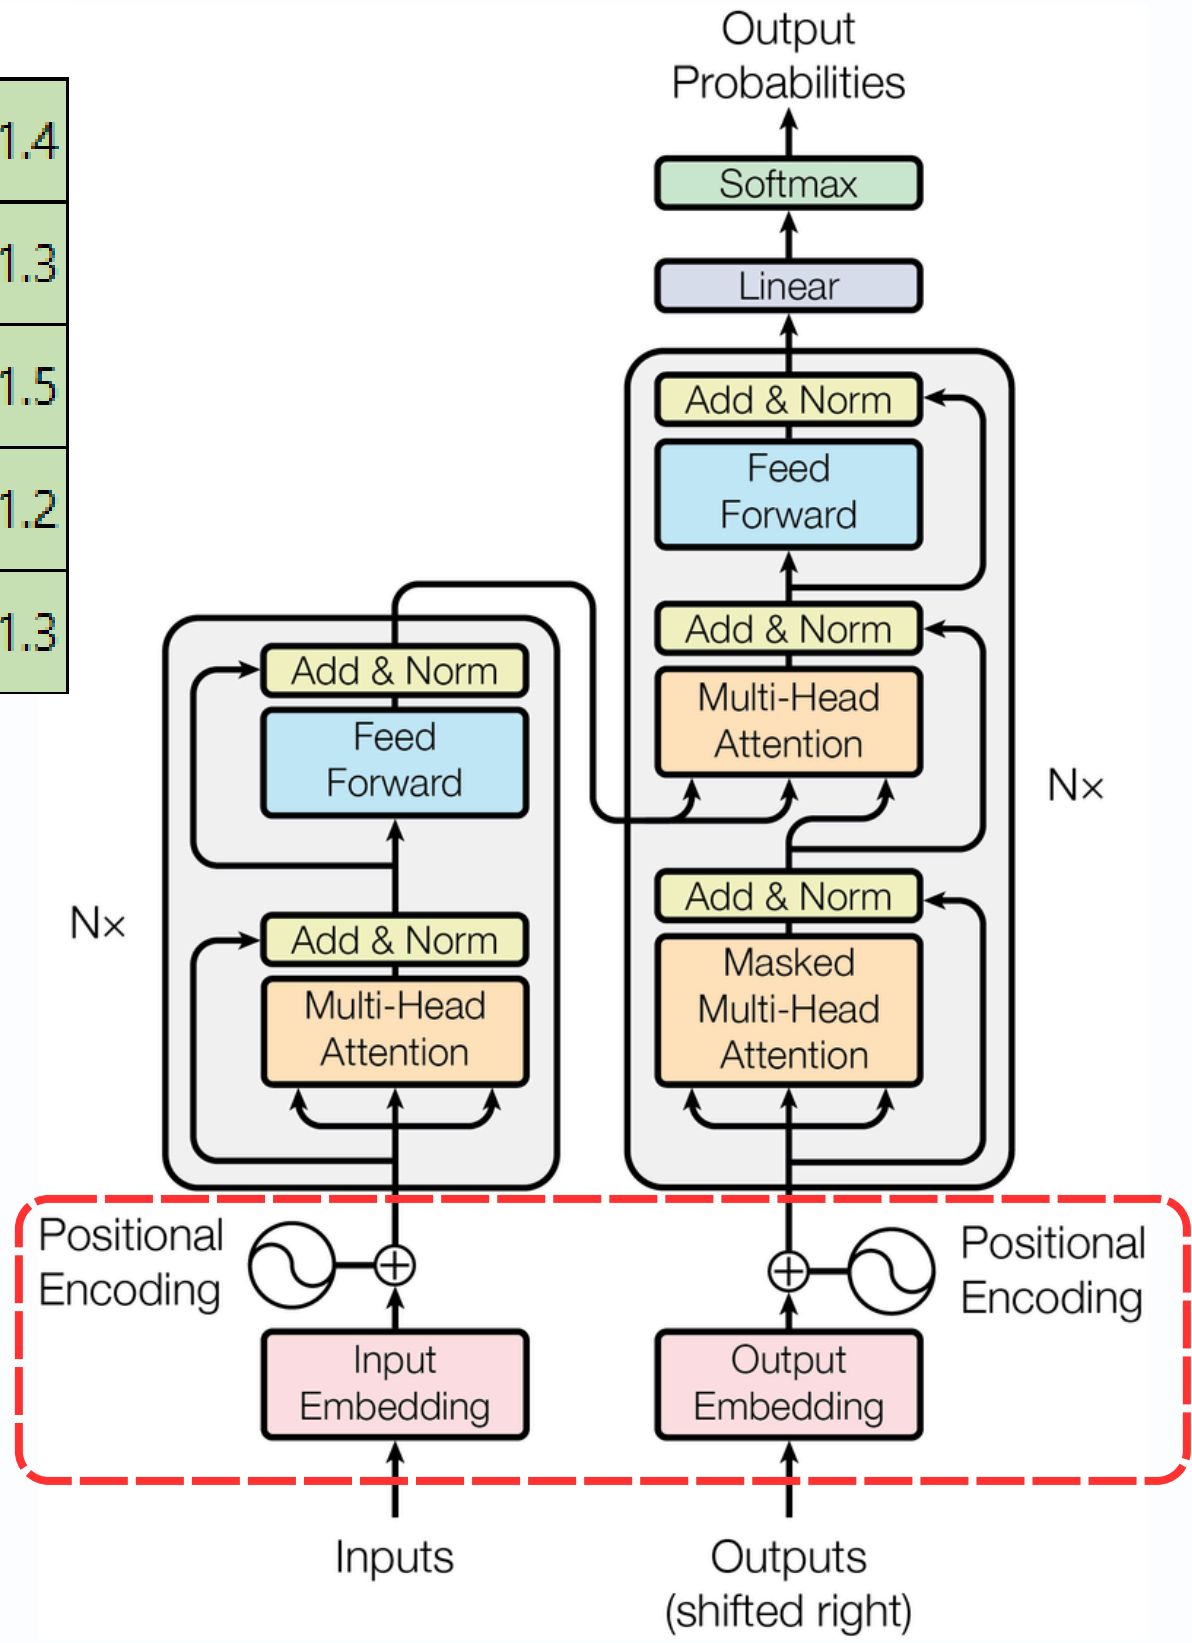 Output
Probabilities
Softmax
Linear
Add & Norm
Feed
Forward
Add & Norm
Multi-Head
Attention
Nx
Add & Norm
Masked
Multi-Head
Attention
1.4
1.3
1.5
1.2
1.3
Add & Norm
Feed
Forward
Nx
Add & Norm
Multi-Head
Attention
Positional
Encoding
Positional
Encoding
Input
Embedding
Output
Embedding
Inputs
Outputs
(shifted right)